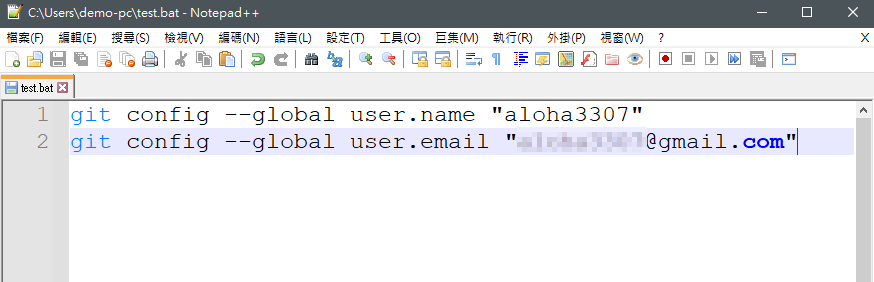 C:\Users\demo-pc\test.bat - Notepad++
檔案(F) 編輯(E) 搜尋(S) 檢視(V) 編碼(N) 語言(L) 設定(T) 工具(O) 巨集(M) 執行(R) 外掛(P) 視窗(W) ? X
test.bat
1 git config --global user.name "aloha3307"
2 git config --global user.email "@gmail.com"